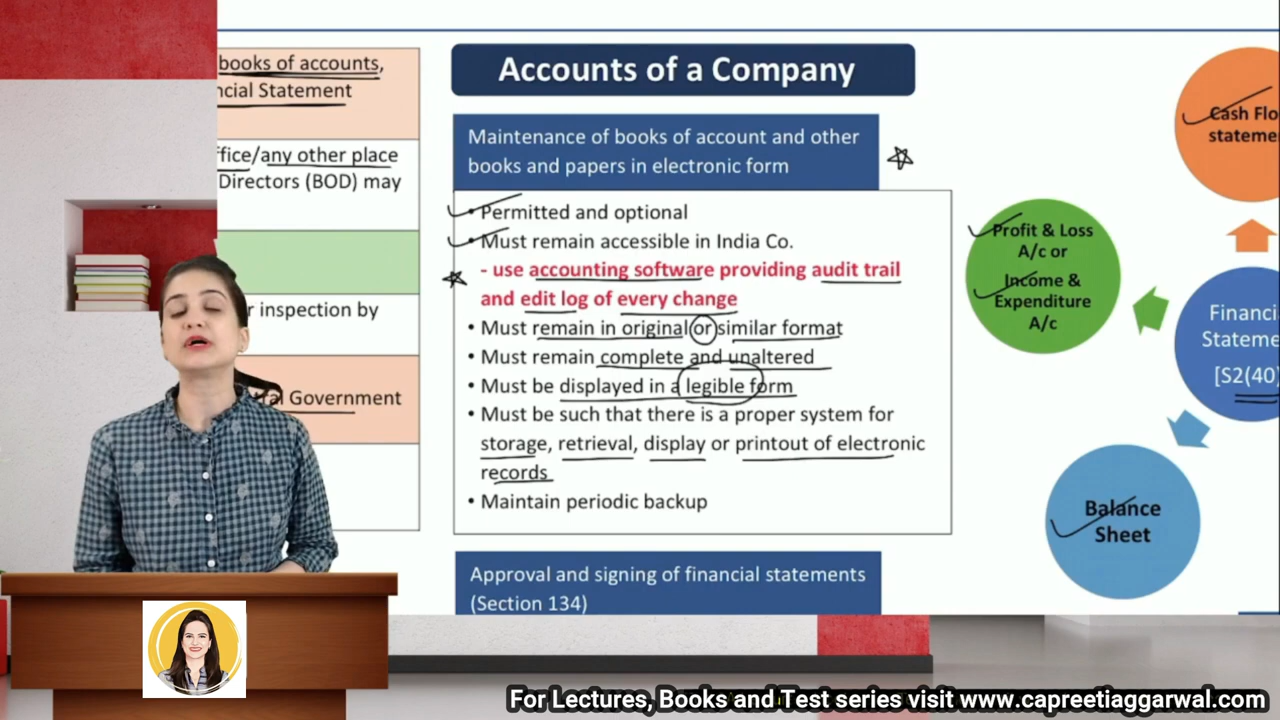 books of accounts,
Statement
any other place
Directors (BOD) may
r inspection by
Government
Accounts of a Company
Maintenance of books of account and other
books and papers in electronic form
• Permitted and optional
• Must remain accessible in India Co.
- use accounting software providing audit trail
and edit log of every change
• Must remain in original or similar format
• Must remain complete and unaltered
• Must be displayed in a legible form
• Must be such that there is a proper system for
storage, retrieval, display or printout of electronic
records
• Maintain periodic backup
Approval and signing of financial statements
(Section 134)
Cash Flo
stateme
Profit & Loss
A/c or
Income &
Expenditure
A/c
Financi
Stateme
[S2(40)
Balance
Sheet
For Lectures, Books and Test series visit www.capreetiaggarwal.com